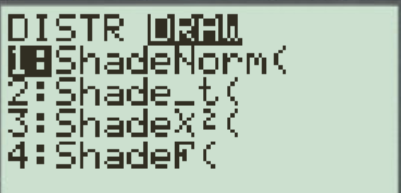 DISTR DRAW
1:ShadeNorm(
2:Shade_t(
3:Shadeχ²(
4:ShadeF(